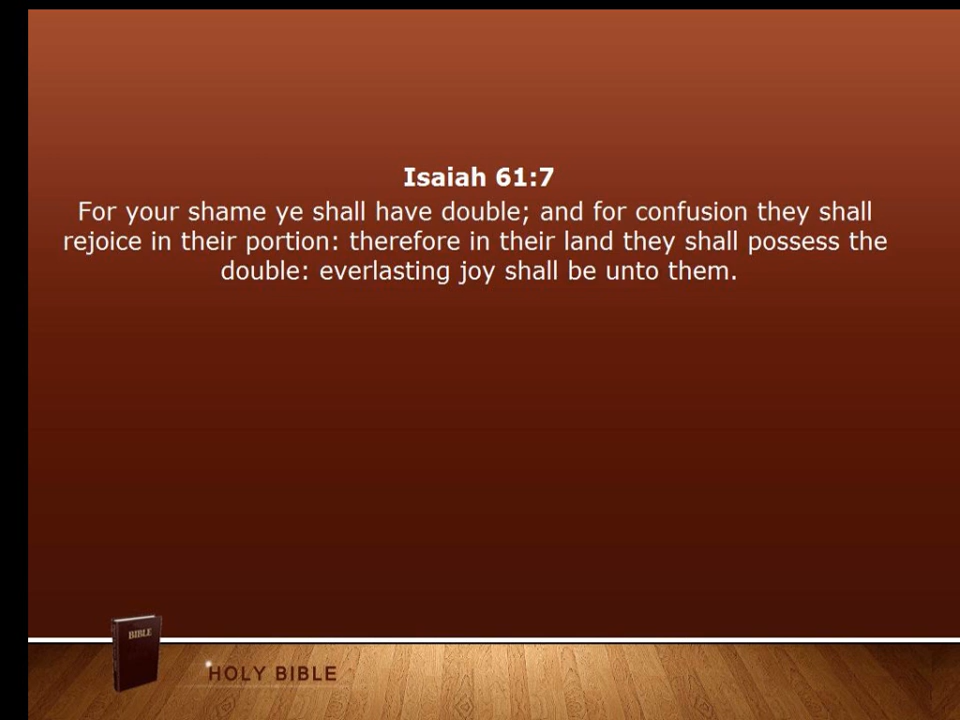 Isaiah 61:7
For your shame ye shall have double; and for confusion they shall
rejoice in their portion: therefore in their land they shall possess the
double: everlasting joy shall be unto them.
BIBLE
HOLY BIBLE